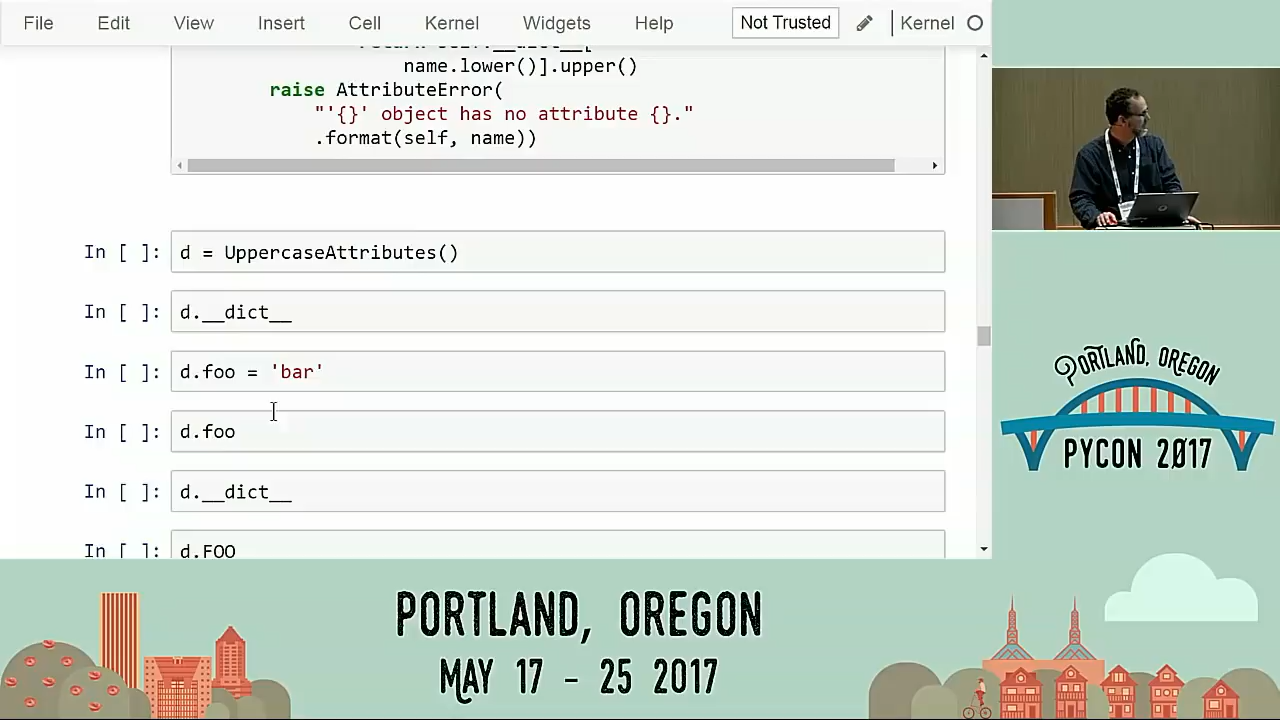 File Edit View Insert Cell Kernel Widgets Help Not Trusted Kernel
name.lower()].upper()
raise AttributeError(
"'{}' object has no attribute {}."
.format(self, name))
In [ ]: d = UppercaseAttributes()
In [ ]: d.__dict__
In [ ]: d.foo = 'bar'
In [ ]: d.foo
In [ ]: d.__dict__
In [ ]: d.FOO
PORTLAND, OREGON
PYCON 2017
PORTLAND, OREGON
MAY 17 - 25 2017